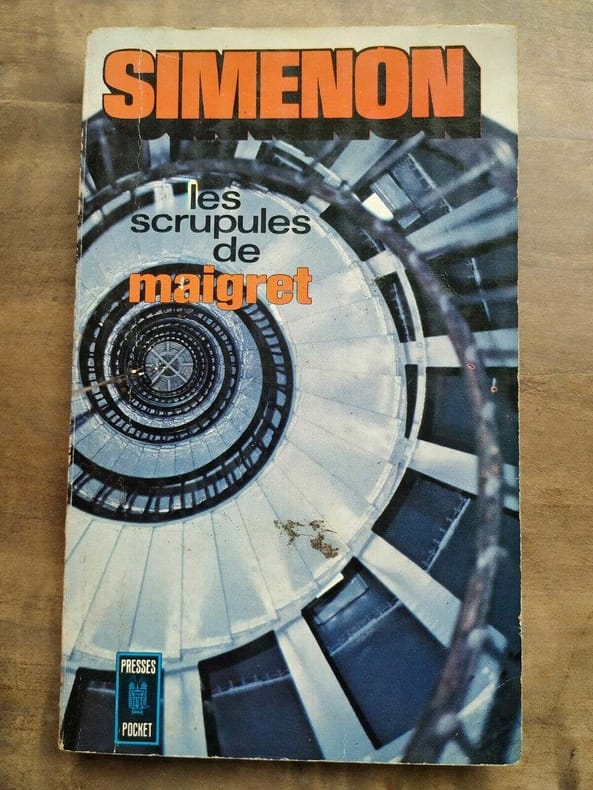 SIMENON
les
scrupules
de
maigret
PRESSES
POCKET